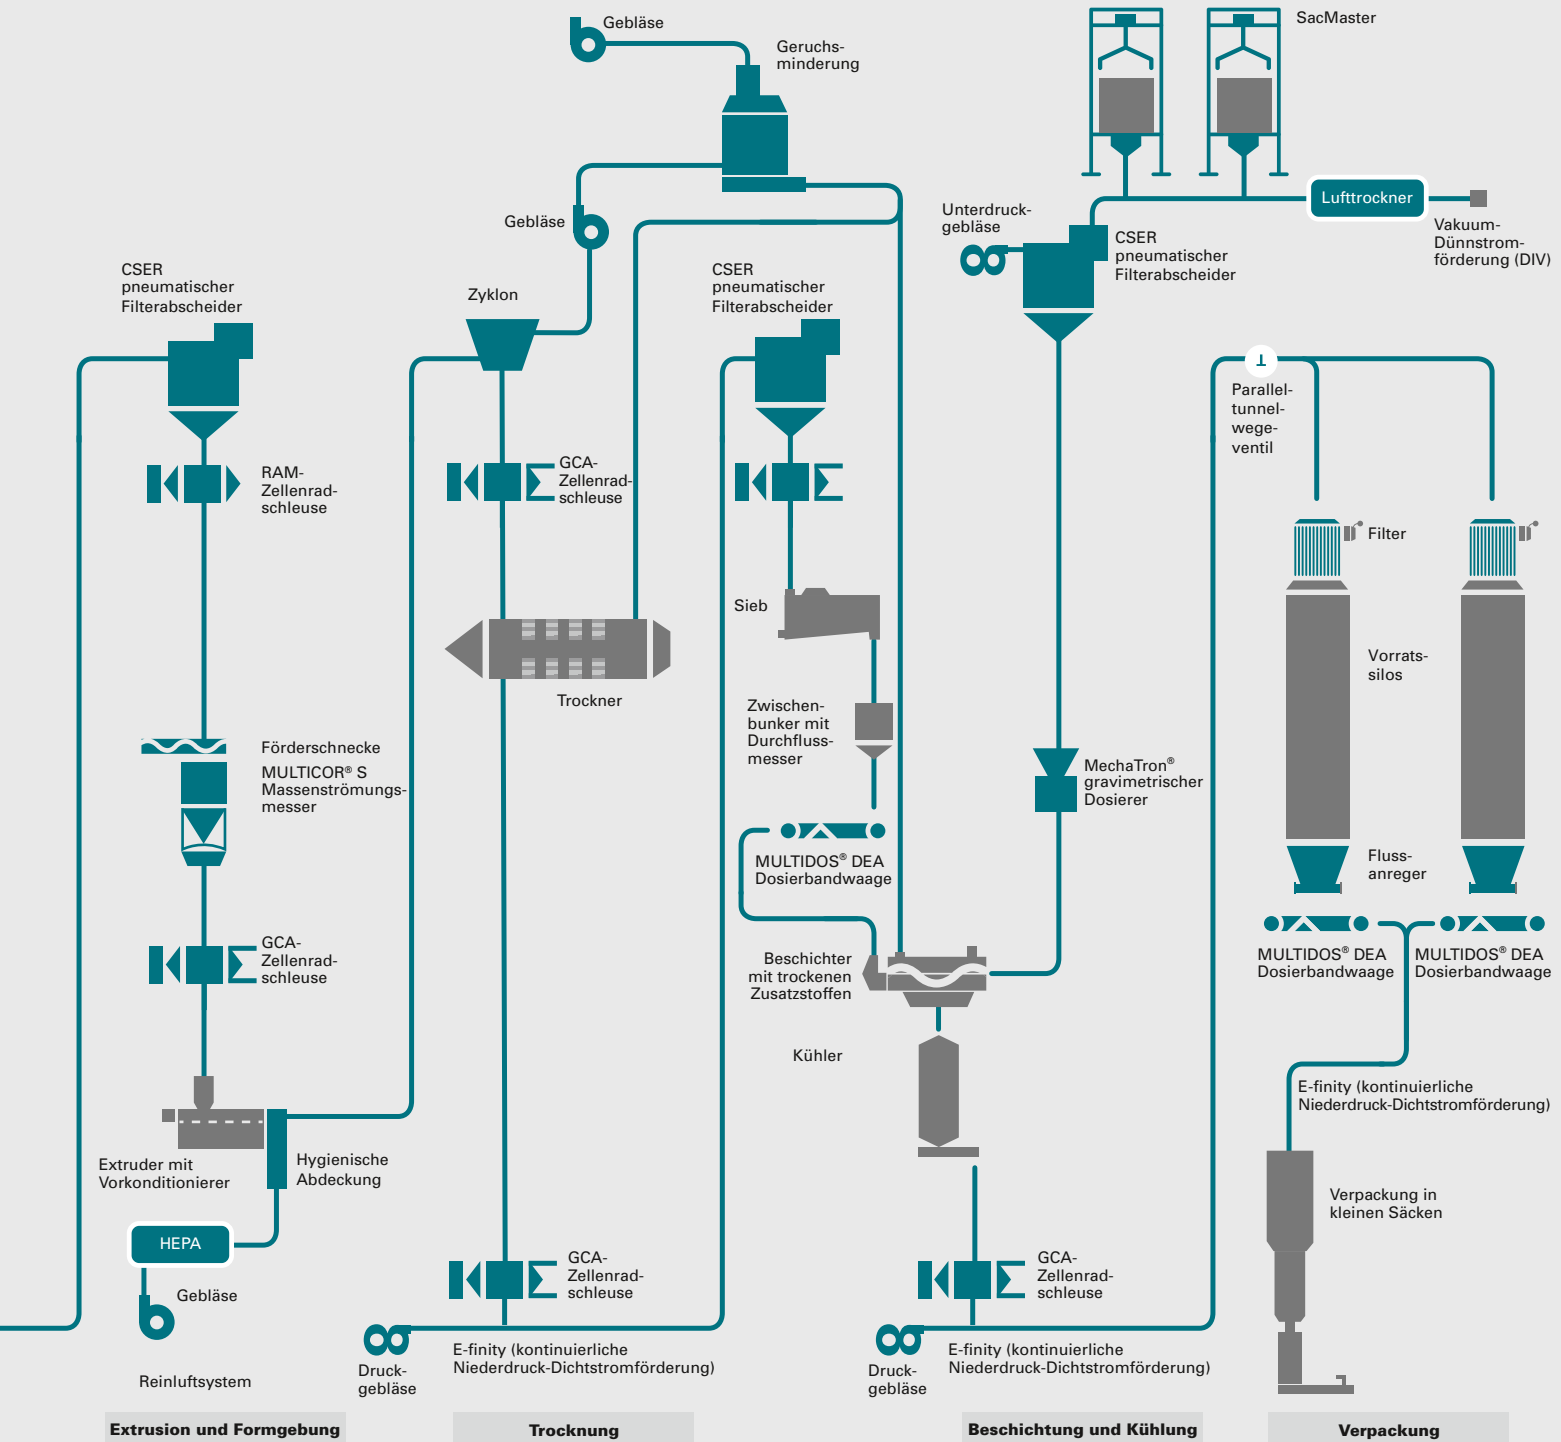 Gebläse
Geruchs-
minderung
SacMaster
Lufttrockner
Vakuum-
Dünnstrom-
förderung (DIV)
Unterdruck-
gebläse
CSER
pneumatischer
Filterabscheider
Gebläse
CSER
pneumatischer
Filterabscheider
Zyklon
CSER
pneumatischer
Filterabscheider
Parallel-
tunnel-
wege-
ventil
RAM-
Zellenrad-
schleuse
GCA-
Zellenrad-
schleuse
Filter
Sieb
Vorrats-
silos
Trockner
Zwischen-
bunker mit
Durchfluss-
messer
Förderschnecke
MULTICOR® S
Massenströmungs-
messer
MechaTron®
gravimetrischer
Dosierer
MULTIDOS® DEA
Dosierbandwaage
Fluss-
anreger
GCA-
Zellenrad-
schleuse
Beschichter
mit trockenen
Zusatzstoffen
MULTIDOS® DEA
Dosierbandwaage
MULTIDOS® DEA
Dosierbandwaage
Kühler
E-finity (kontinuierliche
Niederdruck-Dichtstromförderung)
Extruder mit
Vorkonditionierer
Hygienische
Abdeckung
Verpackung in
kleinen Säcken
HEPA
Gebläse
GCA-
Zellenrad-
schleuse
GCA-
Zellenrad-
schleuse
Reinluftsystem
Druck-
gebläse
E-finity (kontinuierliche
Niederdruck-Dichtstromförderung)
Druck-
gebläse
E-finity (kontinuierliche
Niederdruck-Dichtstromförderung)
Extrusion und Formgebung
Trocknung
Beschichtung und Kühlung
Verpackung